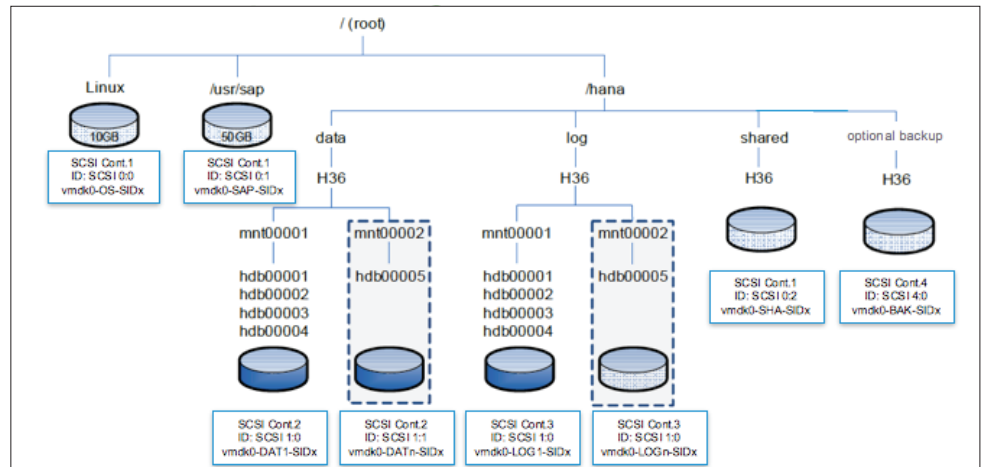 / (root)
Linux
/usr/sap
/hana
10GB
50GB
SCSI Cont.1
ID: SCSI 0:0
vmdk0-OS-SIDx
SCSI Cont.1
ID: SCSI 0:1
vmdk0-SAP-SIDx
data
log
shared
optional backup
H36
H36
H36
H36
mnt00001
mnt00002
mnt00001
mnt00002
hdb00001
hdb00002
hdb00003
hdb00004
hdb00005
hdb00001
hdb00002
hdb00003
hdb00004
hdb00005
SCSI Cont.1
ID: SCSI 0:2
vmdk0-SHA-SIDx
SCSI Cont.4
ID: SCSI 4:0
vmdk0-BAK-SIDx
SCSI Cont.2
ID: SCSI 1:0
vmdk0-DAT1-SIDx
SCSI Cont.2
ID: SCSI 1:1
vmdk0-DATn-SIDx
SCSI Cont.3
ID: SCSI 1:0
vmdk0-LOG1-SIDx
SCSI Cont.3
ID: SCSI 1:0
vmdk0-LOGn-SIDx